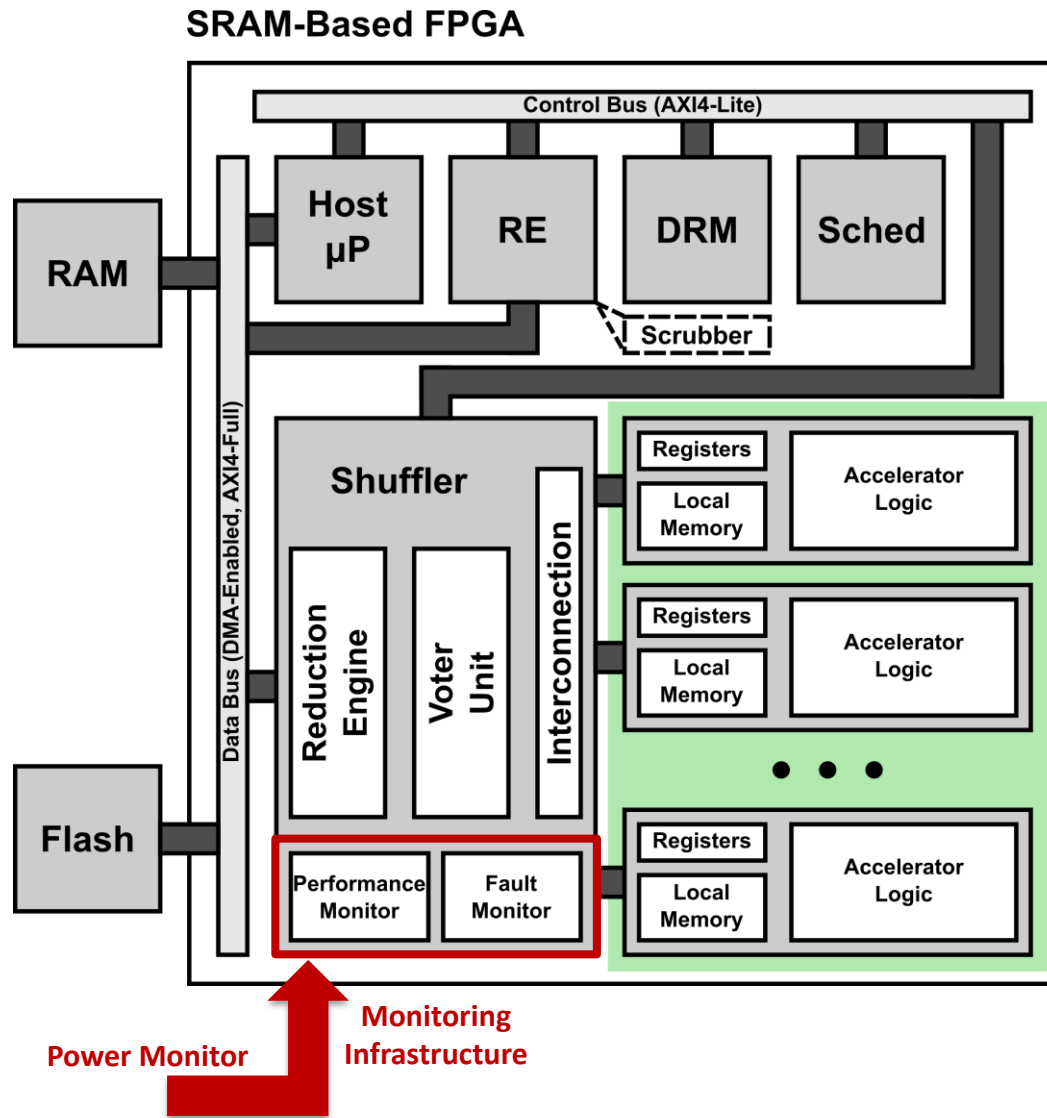 SRAM-Based FPGA
Control Bus (AXI4-Lite)
Host
µP
RE
DRM
Sched
RAM
Scrubber
Data Bus (DMA-Enabled, AXI4-Full)
Shuffler
Reduction
Engine
Voter
Unit
Interconnection
Registers
Local
Memory
Accelerator
Logic
Registers
Local
Memory
Accelerator
Logic
• • •
Flash
Performance
Monitor
Fault
Monitor
Registers
Local
Memory
Accelerator
Logic
Monitoring
Infrastructure
Power Monitor